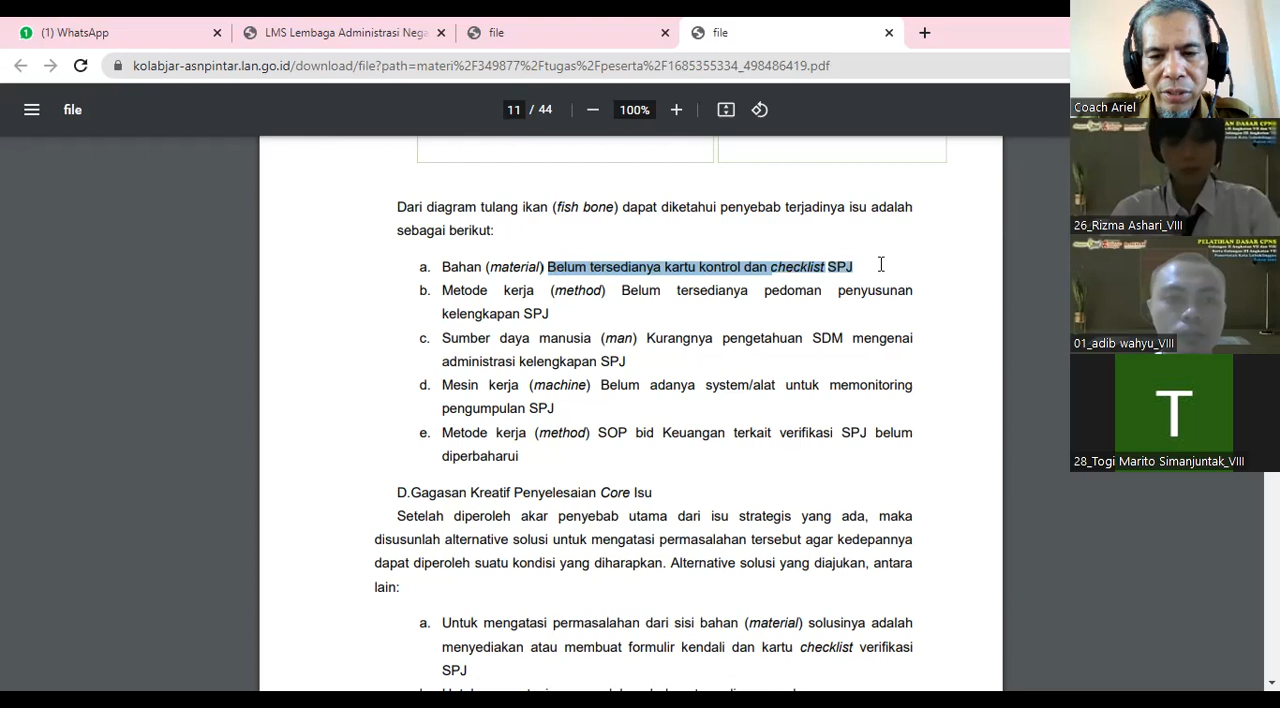 (1) WhatsApp
LMS Lembaga Administrasi Nega
file
file
kolabjar-asnpintar.lan.go.id/download/file?path=materi%2F349877%2Ftugas%2Fpeserta%2F1685355334_498486419.pdf
file
11 / 44
100%
Dari diagram tulang ikan (fish bone) dapat diketahui penyebab terjadinya isu adalah
sebagai berikut:
a. Bahan (material) Belum tersedianya kartu kontrol dan checklist SPJ
b. Metode kerja (method) Belum tersedianya pedoman penyusunan
kelengkapan SPJ
c. Sumber daya manusia (man) Kurangnya pengetahuan SDM mengenai
administrasi kelengkapan SPJ
d. Mesin kerja (machine) Belum adanya system/alat untuk memonitoring
pengumpulan SPJ
e. Metode kerja (method) SOP bid Keuangan terkait verifikasi SPJ belum
diperbaharui
D.Gagasan Kreatif Penyelesaian Core Isu
Setelah diperoleh akar penyebab utama dari isu strategis yang ada, maka
disusunlah alternative solusi untuk mengatasi permasalahan tersebut agar kedepannya
dapat diperoleh suatu kondisi yang diharapkan. Alternative solusi yang diajukan, antara
lain:
a. Untuk mengatasi permasalahan dari sisi bahan (material) solusinya adalah
menyediakan atau membuat formulir kendali dan kartu checklist verifikasi
SPJ
Coach Ariel
26_Rizma Ashari_VIII
PELATIHAN DASAR CPNS
01_adib wahyu_VIII
T
28_Togi Marito Simanjuntak_VIII